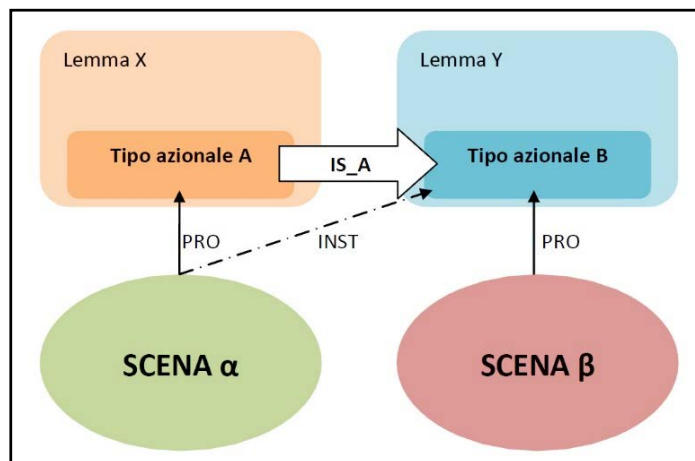 Lemma X
Lemma Y
Tipo azionale A
IS_A
Tipo azionale B
PRO
INST
PRO
SCENA α
SCENA β